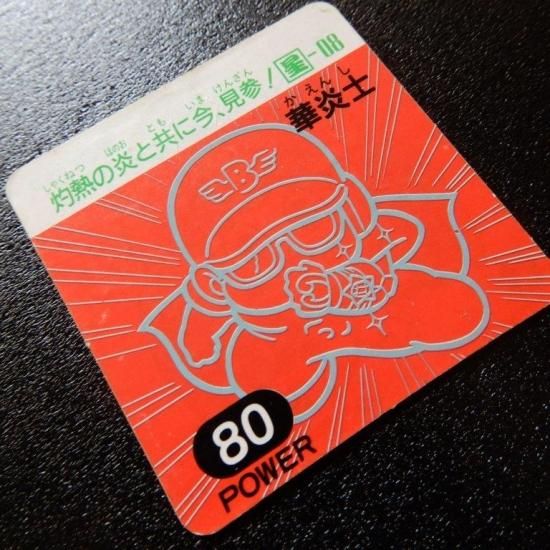 灼熱の炎と共に今、見参！星-08
しゃくねつ ほのお とも いま けんざん
華炎士
かえんし
B
80
POWER